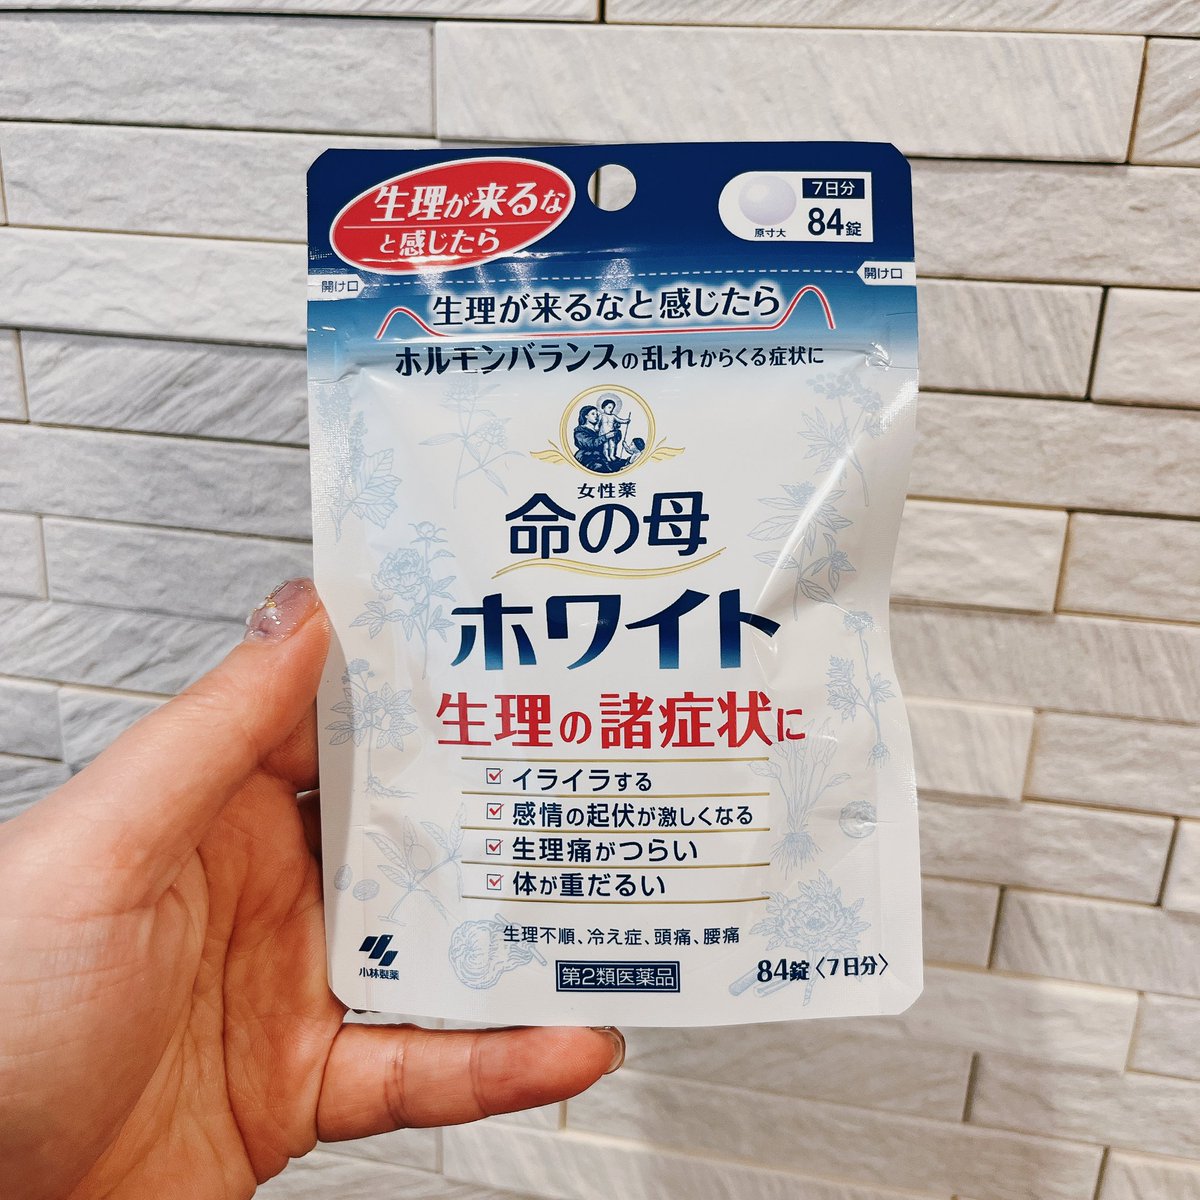 生理が来るな
と感じたら
7日分
84錠
原寸大
開け口
開け口
生理が来るなと感じたら
ホルモンバランスの乱れからくる症状に
女性薬
命の母
ホワイト
生理の諸症状に
イライラする
感情の起伏が激しくなる
生理痛がつらい
体が重だるい
生理不順、冷え症、頭痛、腰痛
小林製薬
第2類医薬品
84錠〈7日分〉